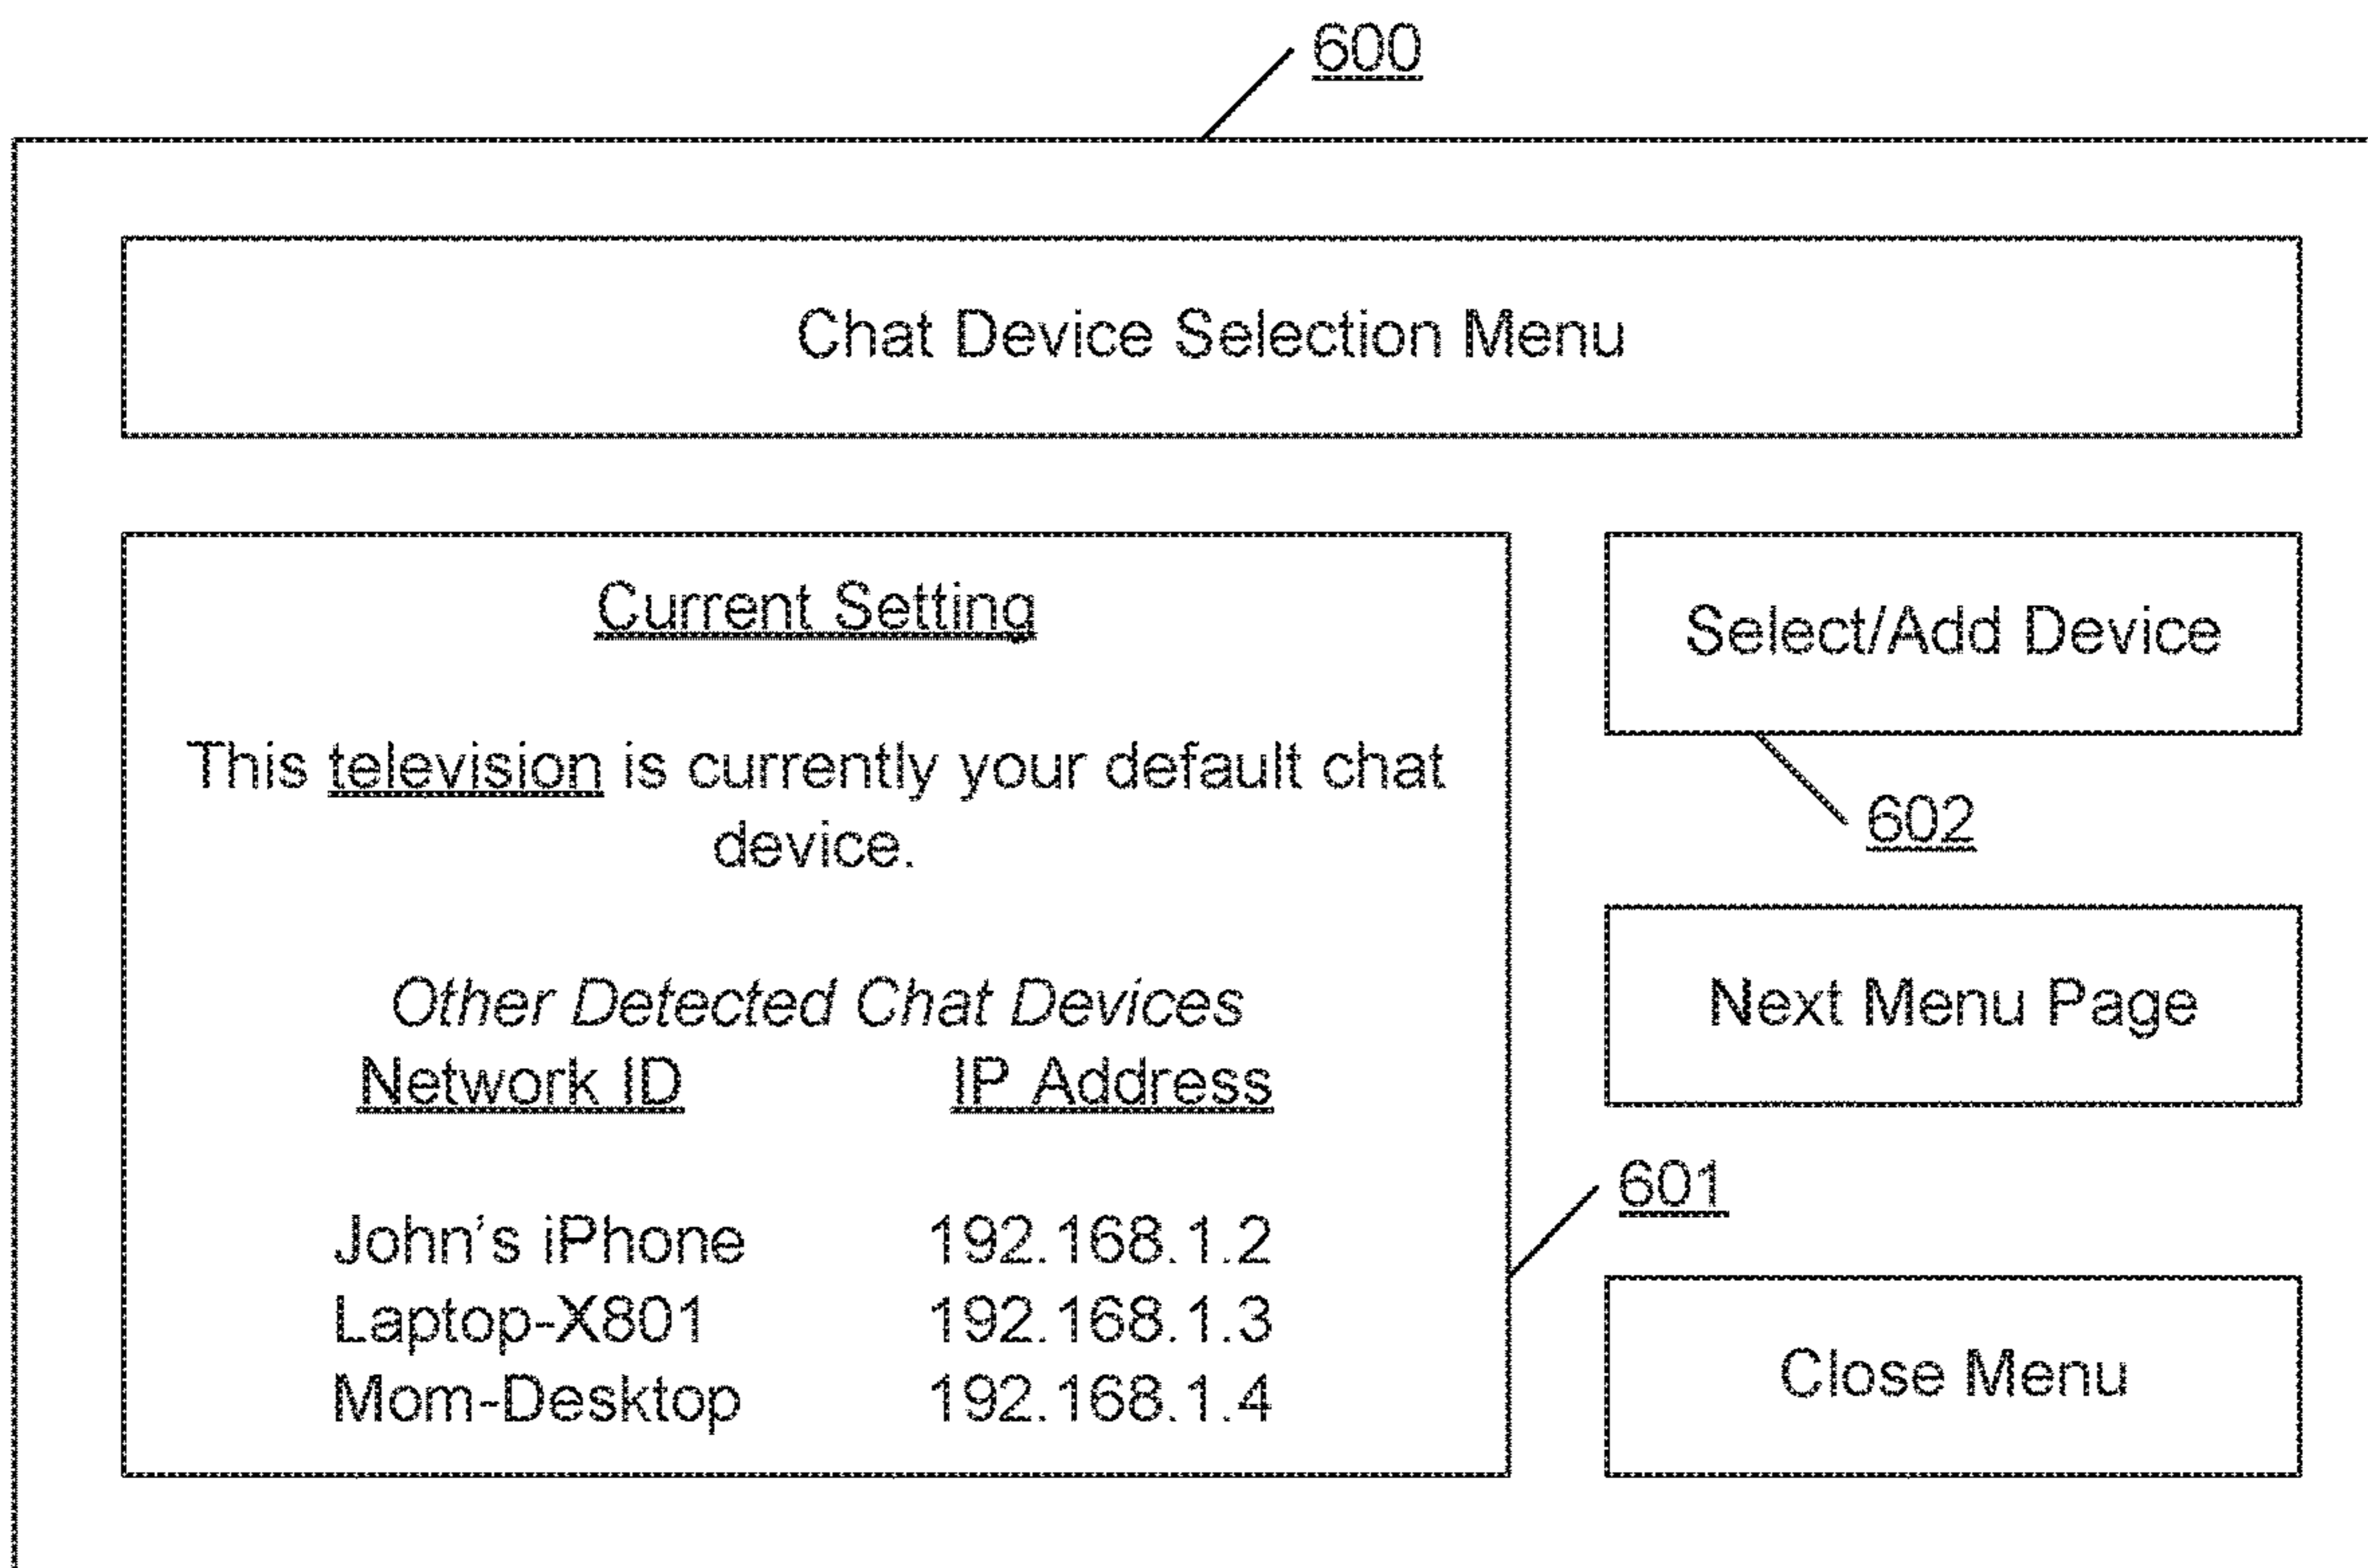 600
Chat Device Selection Menu
Current Setting
This television is currently your default chat
device.
Other Detected Chat Devices
Network ID IP Address
John's iPhone 192.168.1.2
Laptop-X801 192.168.1.3
Mom-Desktop 192.168.1.4
601
Select/Add Device
602
Next Menu Page
Close Menu